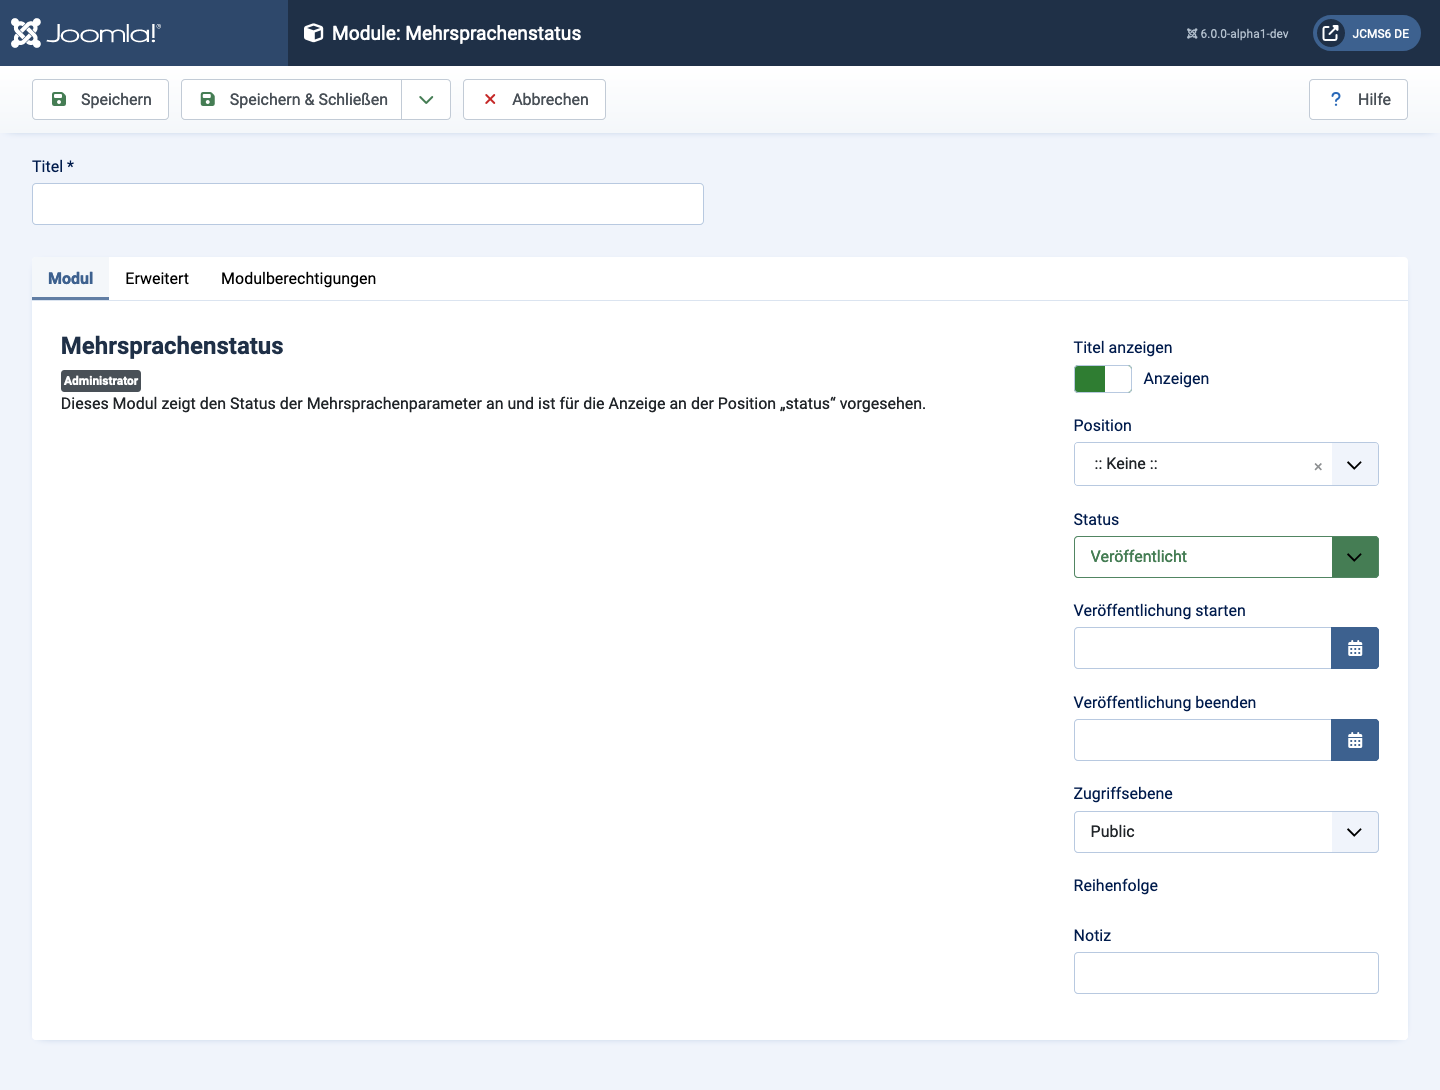 Joomla!®
Module: Mehrsprachenstatus
6.0.0-alpha1-dev
JCMS6 DE
Speichern
Speichern & Schließen
Abbrechen
? Hilfe
Titel *
Modul
Erweitert
Modulberechtigungen
Mehrsprachenstatus
Administrator
Dieses Modul zeigt den Status der Mehrsprachenparameter an und ist für die Anzeige an der Position „status“ vorgesehen.
Titel anzeigen
Anzeigen
Position
:: Keine :: ×
Status
Veröffentlicht
Veröffentlichung starten
Veröffentlichung beenden
Zugriffsebene
Public
Reihenfolge
Notiz